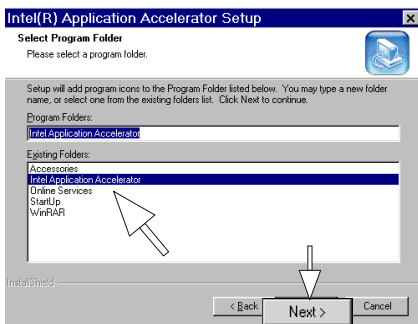 Intel(R) Application Accelerator Setup
Select Program Folder
Please select a program folder.
Setup will add program icons to the Program Folder listed below. You may type a new folder
name, or select one from the existing folders list. Click Next to continue.
Program Folders:
Intel Application Accelerator
Existing Folders:
Accessories
Intel Application Accelerator
Online Services
StartUp
WinRAR
InstallShield
< Back
Next >
Cancel